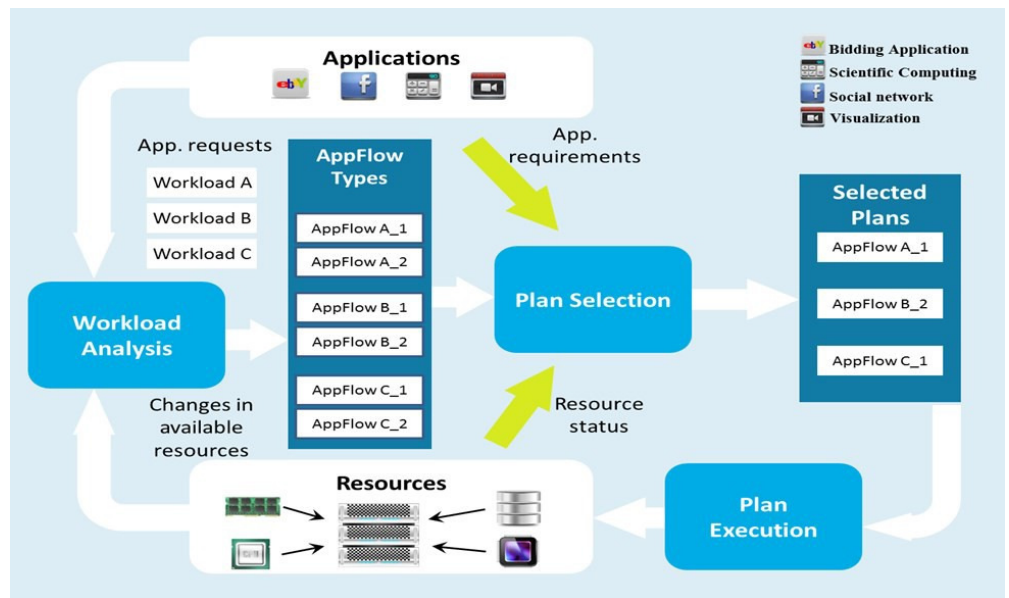 Applications
ebY
f
Bidding Application
Scientific Computing
Social network
Visualization
App. requests
Workload A
Workload B
Workload C
AppFlow
Types
AppFlow A_1
AppFlow A_2
AppFlow B_1
AppFlow B_2
AppFlow C_1
AppFlow C_2
App.
requirements
Workload
Analysis
Plan Selection
Selected
Plans
AppFlow A_1
AppFlow B_2
AppFlow C_1
Changes in
available
resources
Resource
status
Resources
Plan
Execution